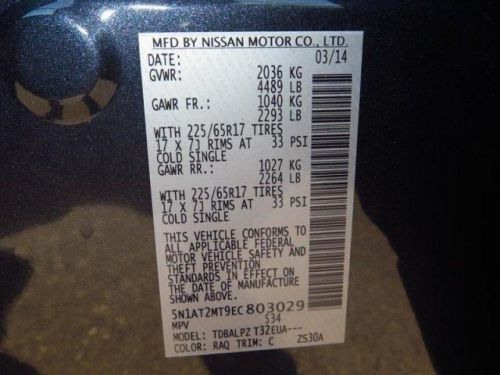 MFD BY NISSAN MOTOR CO., LTD.
DATE: 03/14
GVWR: 2036 KG
4489 LB
GAWR FR.: 1040 KG
2293 LB
WITH 225/65R17 TIRES
17 X 7J RIMS AT 33 PSI
COLD SINGLE
GAWR RR.: 1027 KG
2264 LB
WITH 225/65R17 TIRES
17 X 7J RIMS AT 33 PSI
COLD SINGLE
THIS VEHICLE CONFORMS TO
ALL APPLICABLE FEDERAL
MOTOR VEHICLE SAFETY AND
THEFT PREVENTION
STANDARDS IN EFFECT ON
THE DATE OF MANUFACTURE
5N1AT2MT9EC803029
MPV S34
MODEL: TDBALPZ T32EUA---
COLOR: RAQ TRIM: C ZS30A